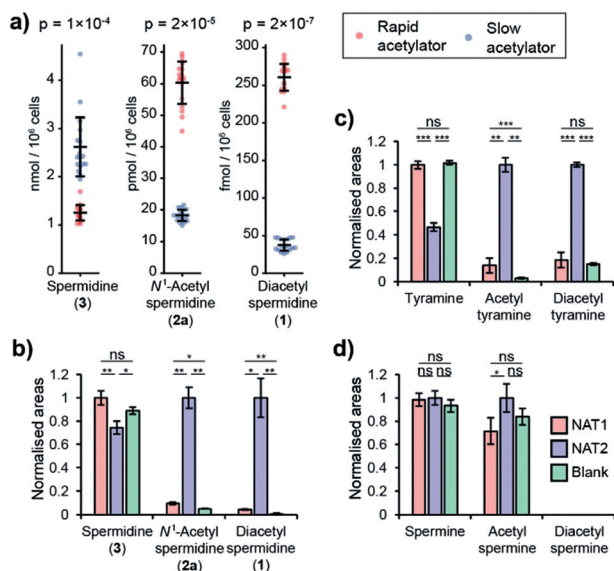 a)
p = 1×10⁻⁴
p = 2×10⁻⁵
p = 2×10⁻⁷
Rapid acetylator
Slow acetylator
nmol / 10⁶ cells
4
3
2
1
0
Spermidine
(3)
pmol / 10⁶ cells
70
60
50
40
30
20
10
0
N¹-Acetyl
spermidine
(2a)
fmol / 10⁶ cells
300
250
200
150
100
50
0
Diacetyl
spermidine
(1)
b)
Normalised areas
1.2
1
0.8
0.6
0.4
0.2
0
ns
** *
*
** **
**
* **
Spermidine
(3)
N¹-Acetyl
spermidine
(2a)
Diacetyl
spermidine
(1)
c)
Normalised areas
1.2
1
0.8
0.6
0.4
0.2
0
ns
*** ***
***
** **
ns
*** ***
Tyramine
Acetyl
tyramine
Diacetyl
tyramine
d)
Normalised areas
1.2
1
0.8
0.6
0.4
0.2
0
ns
ns ns
ns
* ns
NAT1
NAT2
Blank
Spermine
Acetyl
spermine
Diacetyl
spermine